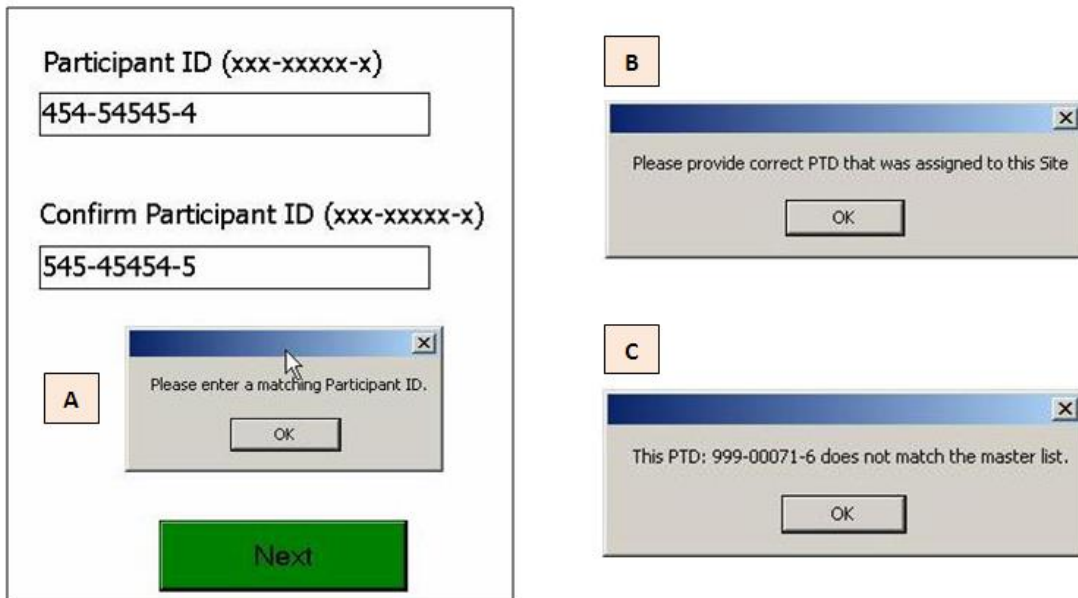 Participant ID (xxx-xxxxx-x)
454-54545-4
Confirm Participant ID (xxx-xxxxx-x)
545-45454-5
A
Please enter a matching Participant ID.
OK
Next
B
Please provide correct PTD that was assigned to this Site
OK
C
This PTD: 999-00071-6 does not match the master list.
OK